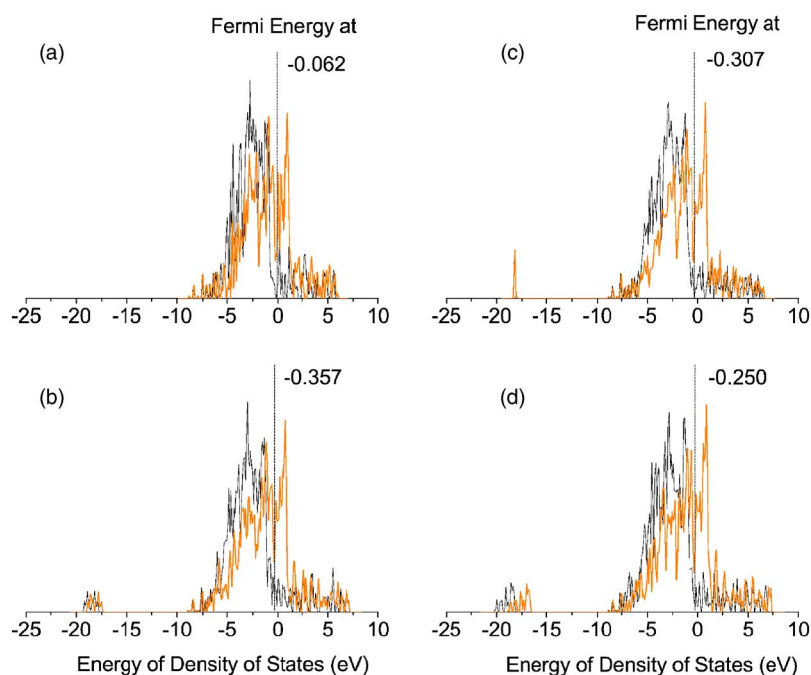 Fermi Energy at
(a)
-0.062
-25 -20 -15 -10 -5 0 5 10
Fermi Energy at
(c)
-0.307
-25 -20 -15 -10 -5 0 5 10
(b)
-0.357
-25 -20 -15 -10 -5 0 5 10
Energy of Density of States (eV)
(d)
-0.250
-25 -20 -15 -10 -5 0 5 10
Energy of Density of States (eV)